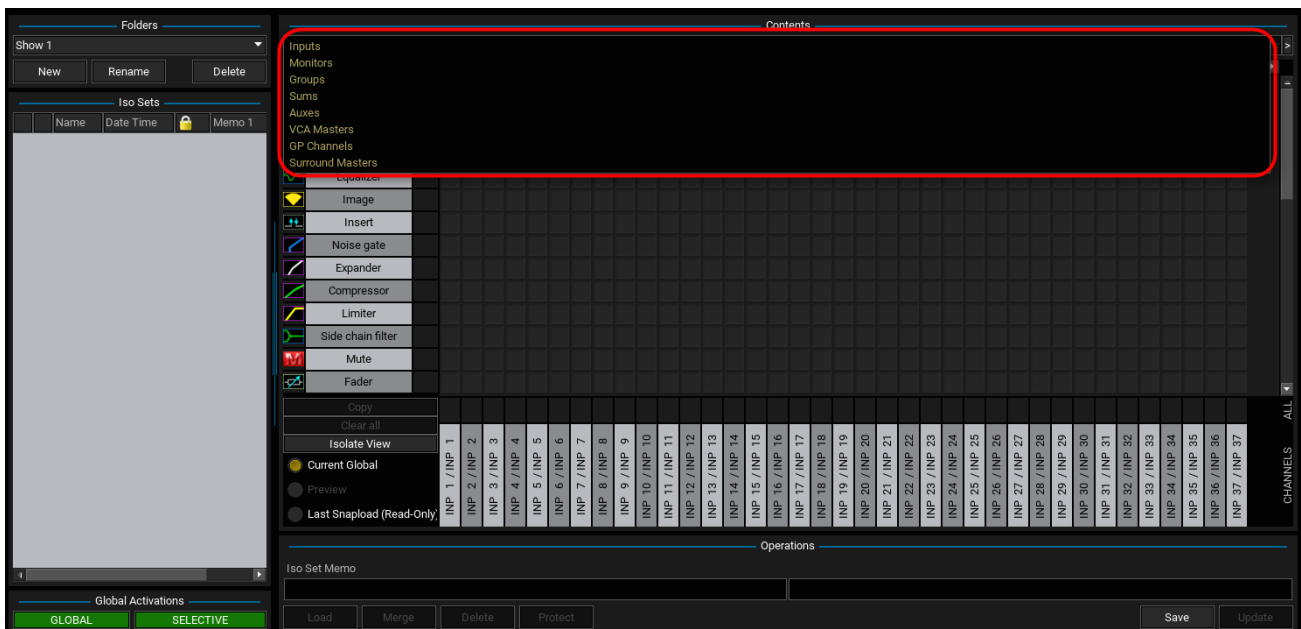 Folders
Show 1
New Rename Delete
Iso Sets
Name Date Time Memo 1
Global Activations
GLOBAL SELECTIVE
Contents
>
Inputs
Monitors
Groups
Sums
Auxes
VCA Masters
GP Channels
Surround Masters
Equalizer
Image
Insert
Noise gate
Expander
Compressor
Limiter
Side chain filter
Mute
Fader
Copy
Clear all
Isolate View
Current Global
Preview
Last Snapload (Read-Only)
INP 1 / INP 1
INP 2 / INP 2
INP 3 / INP 3
INP 4 / INP 4
INP 5 / INP 5
INP 6 / INP 6
INP 7 / INP 7
INP 8 / INP 8
INP 9 / INP 9
INP 10 / INP 10
INP 11 / INP 11
INP 12 / INP 12
INP 13 / INP 13
INP 14 / INP 14
INP 15 / INP 15
INP 16 / INP 16
INP 17 / INP 17
INP 18 / INP 18
INP 19 / INP 19
INP 20 / INP 20
INP 21 / INP 21
INP 22 / INP 22
INP 23 / INP 23
INP 24 / INP 24
INP 25 / INP 25
INP 26 / INP 26
INP 27 / INP 27
INP 28 / INP 28
INP 29 / INP 29
INP 30 / INP 30
INP 31 / INP 31
INP 32 / INP 32
INP 33 / INP 33
INP 34 / INP 34
INP 35 / INP 35
INP 36 / INP 36
INP 37 / INP 37
ALL
CHANNELS
Operations
Iso Set Memo
Load Merge Delete Protect Save Update